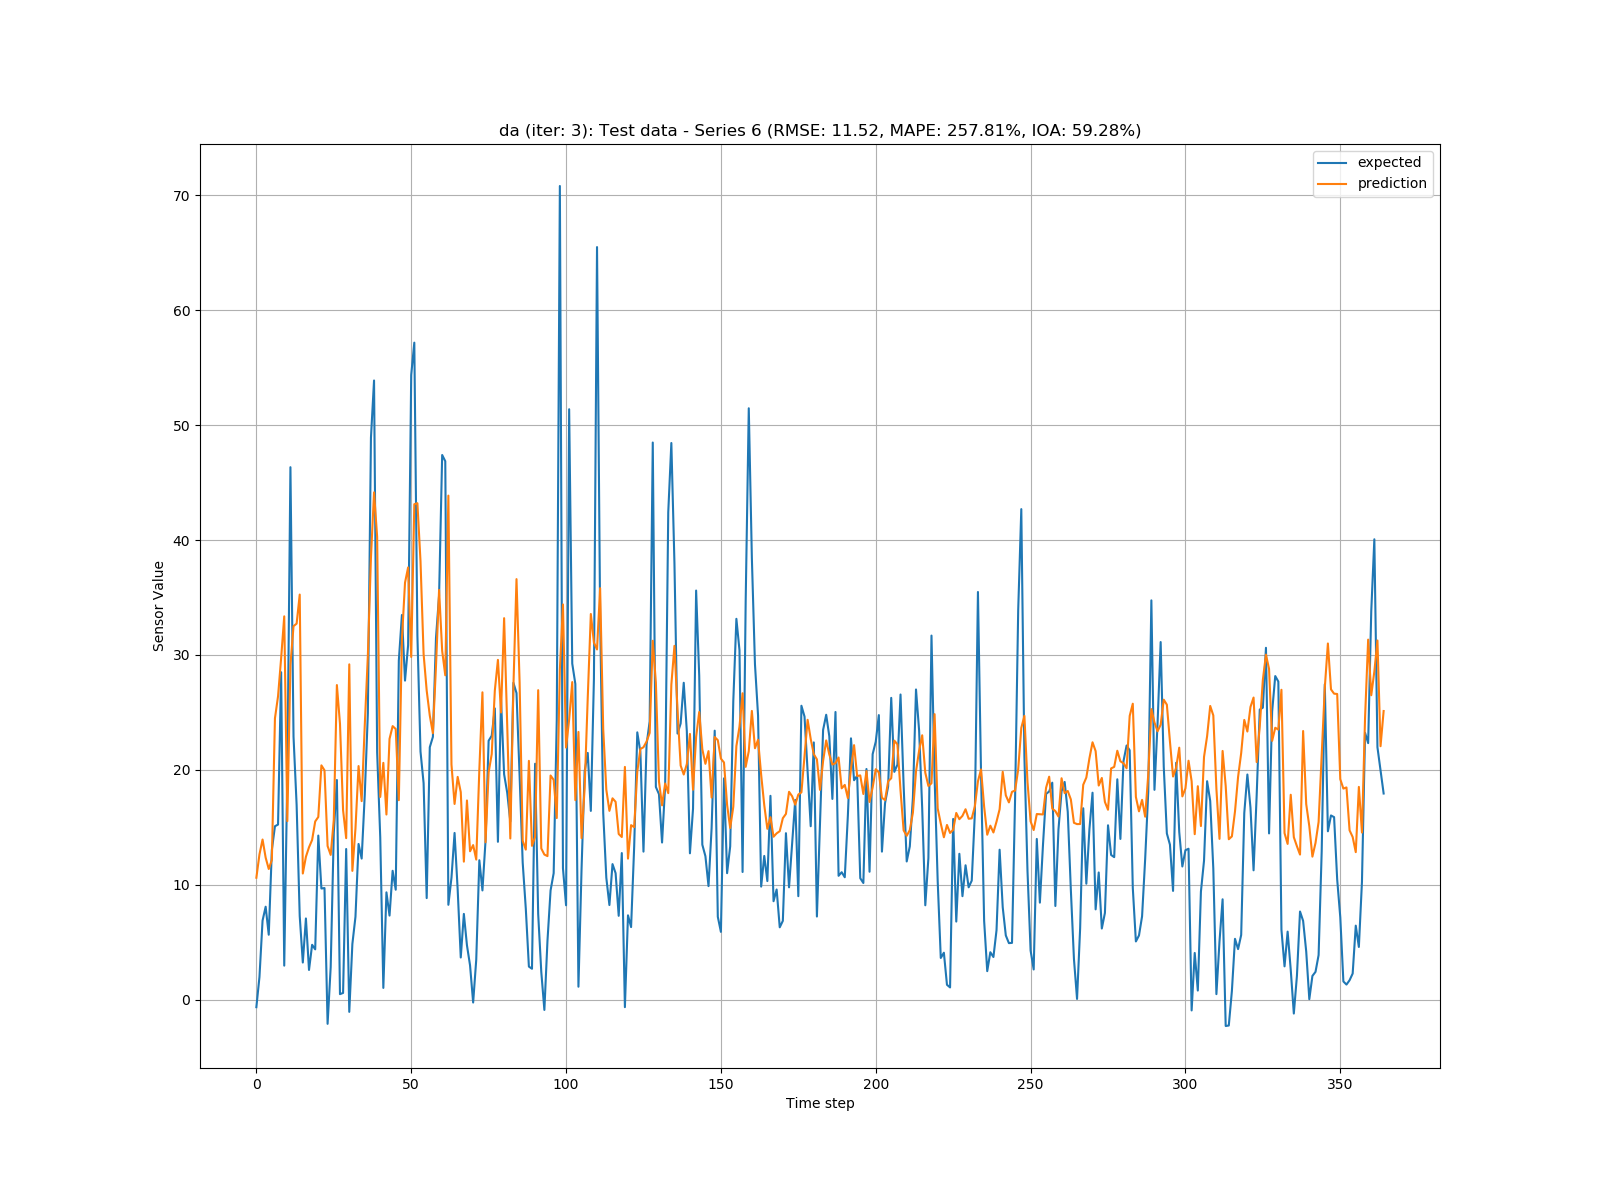 da (iter: 3): Test data - Series 6 (RMSE: 11.52, MAPE: 257.81%, IOA: 59.28%)
expected
prediction
70
60
50
40
30
20
10
0
Sensor Value
0 50 100 150 200 250 300 350
Time step